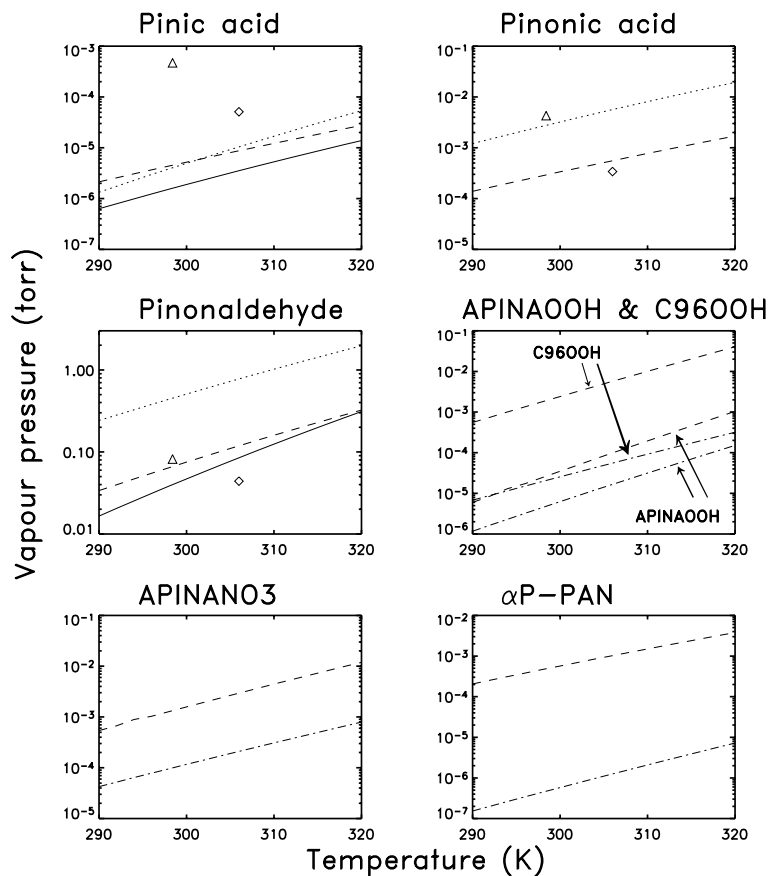 Pinic acid
Pinonic acid
10⁻³
10⁻⁴
10⁻⁵
10⁻⁶
10⁻⁷
290 300 310 320
10⁻¹
10⁻²
10⁻³
10⁻⁴
10⁻⁵
290 300 310 320
Vapour pressure (torr)
Pinonaldehyde
APINAOOH & C96OOH
1.00
0.10
0.01
290 300 310 320
10⁻¹
10⁻²
10⁻³
10⁻⁴
10⁻⁵
10⁻⁶
C96OOH
APINAOOH
290 300 310 320
APINANO3
αP–PAN
10⁻¹
10⁻²
10⁻³
10⁻⁴
10⁻⁵
290 300 310 320
10⁻²
10⁻³
10⁻⁴
10⁻⁵
10⁻⁶
10⁻⁷
290 300 310 320
Temperature (K)